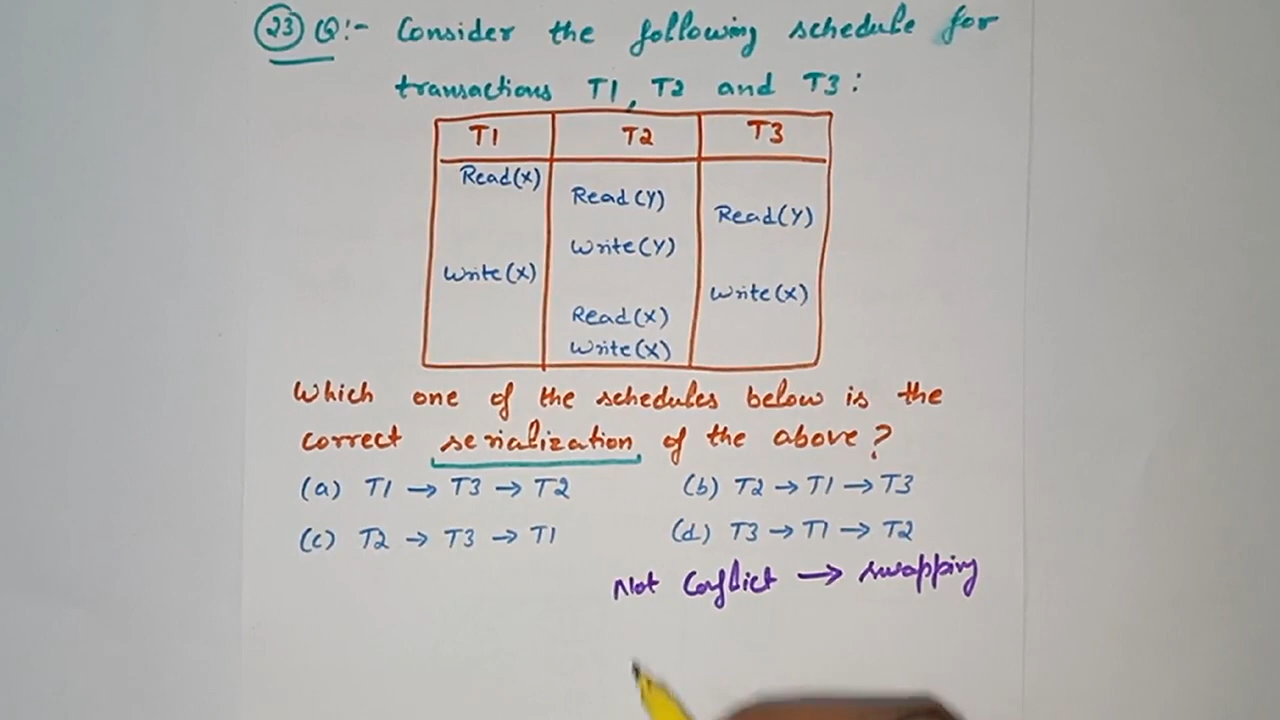 23 Q:- Consider the following schedule for
transactions T1, T2 and T3:
T1 T2 T3
Read(X)
Read(Y)
Read(Y)
Write(Y)
Write(X)
Write(X)
Read(X)
Write(X)
Which one of the schedules below is the
correct serialization of the above?
(a) T1 → T3 → T2 (b) T2 → T1 → T3
(c) T2 → T3 → T1 (d) T3 → T1 → T2
Not Conflict → swapping